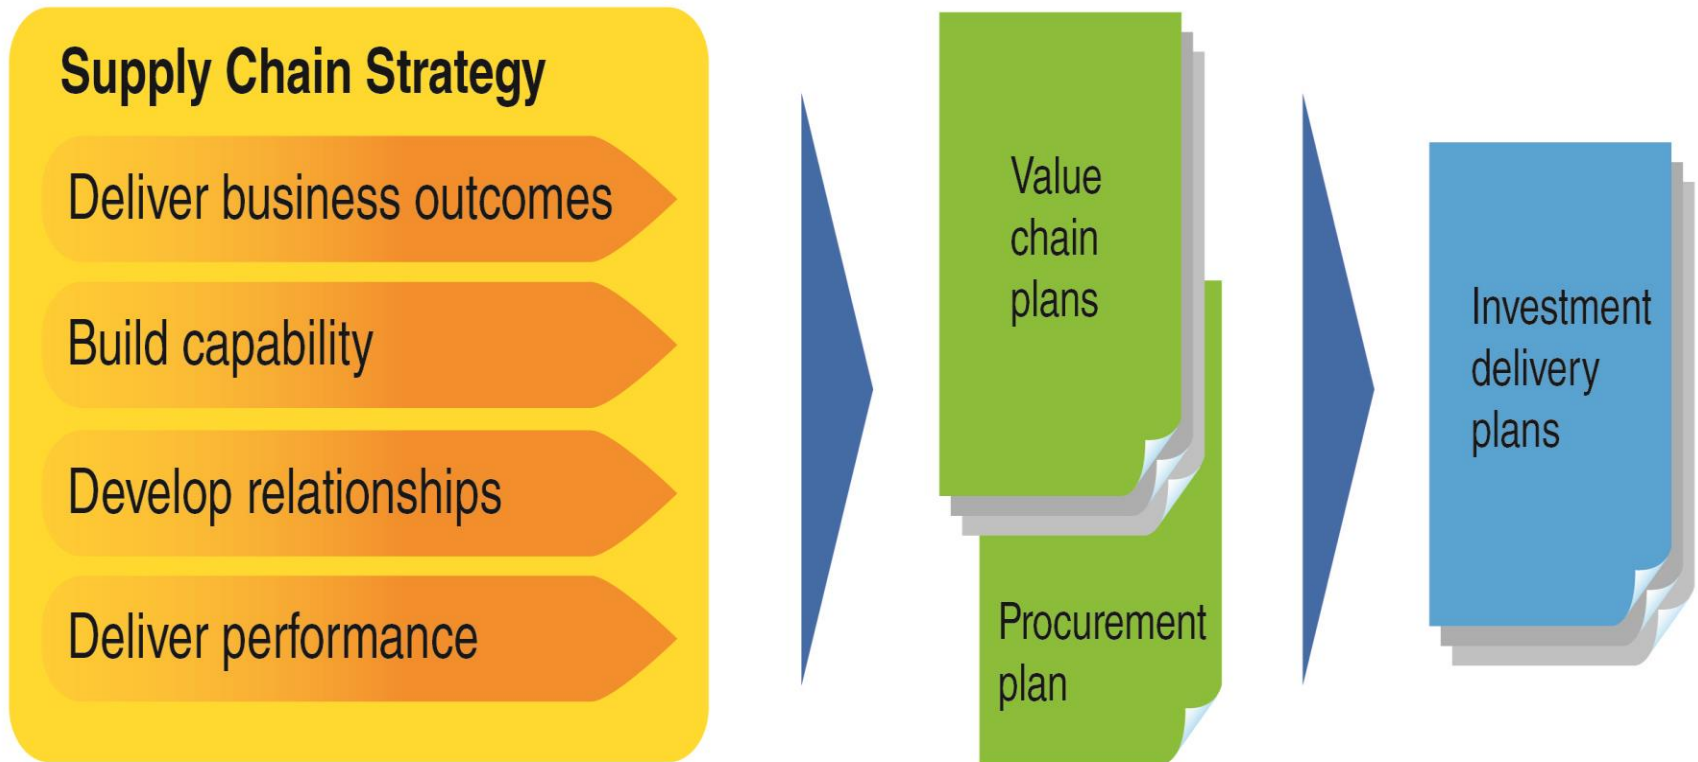 Supply Chain Strategy
Deliver business outcomes
Build capability
Develop relationships
Deliver performance
Value
chain
plans
Procurement
plan
Investment
delivery
plans